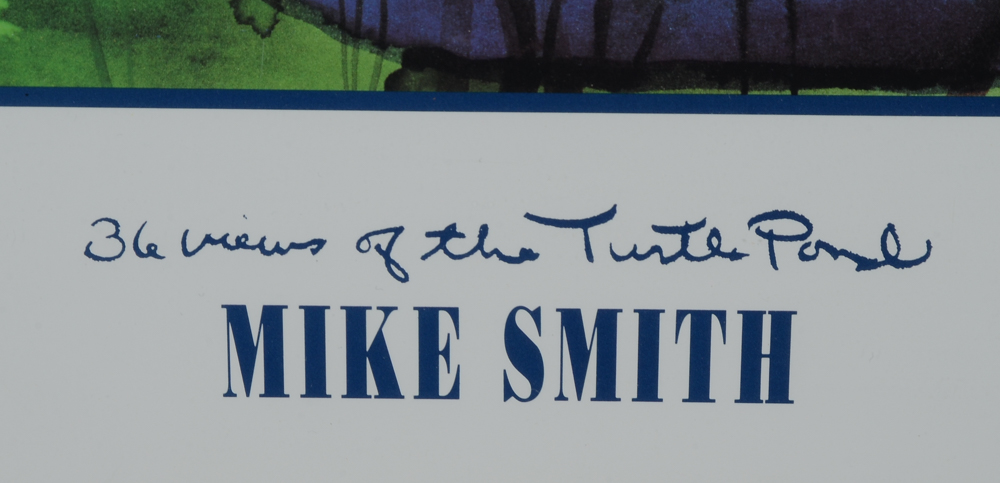 36 views of the Turtle Pond
MIKE SMITH